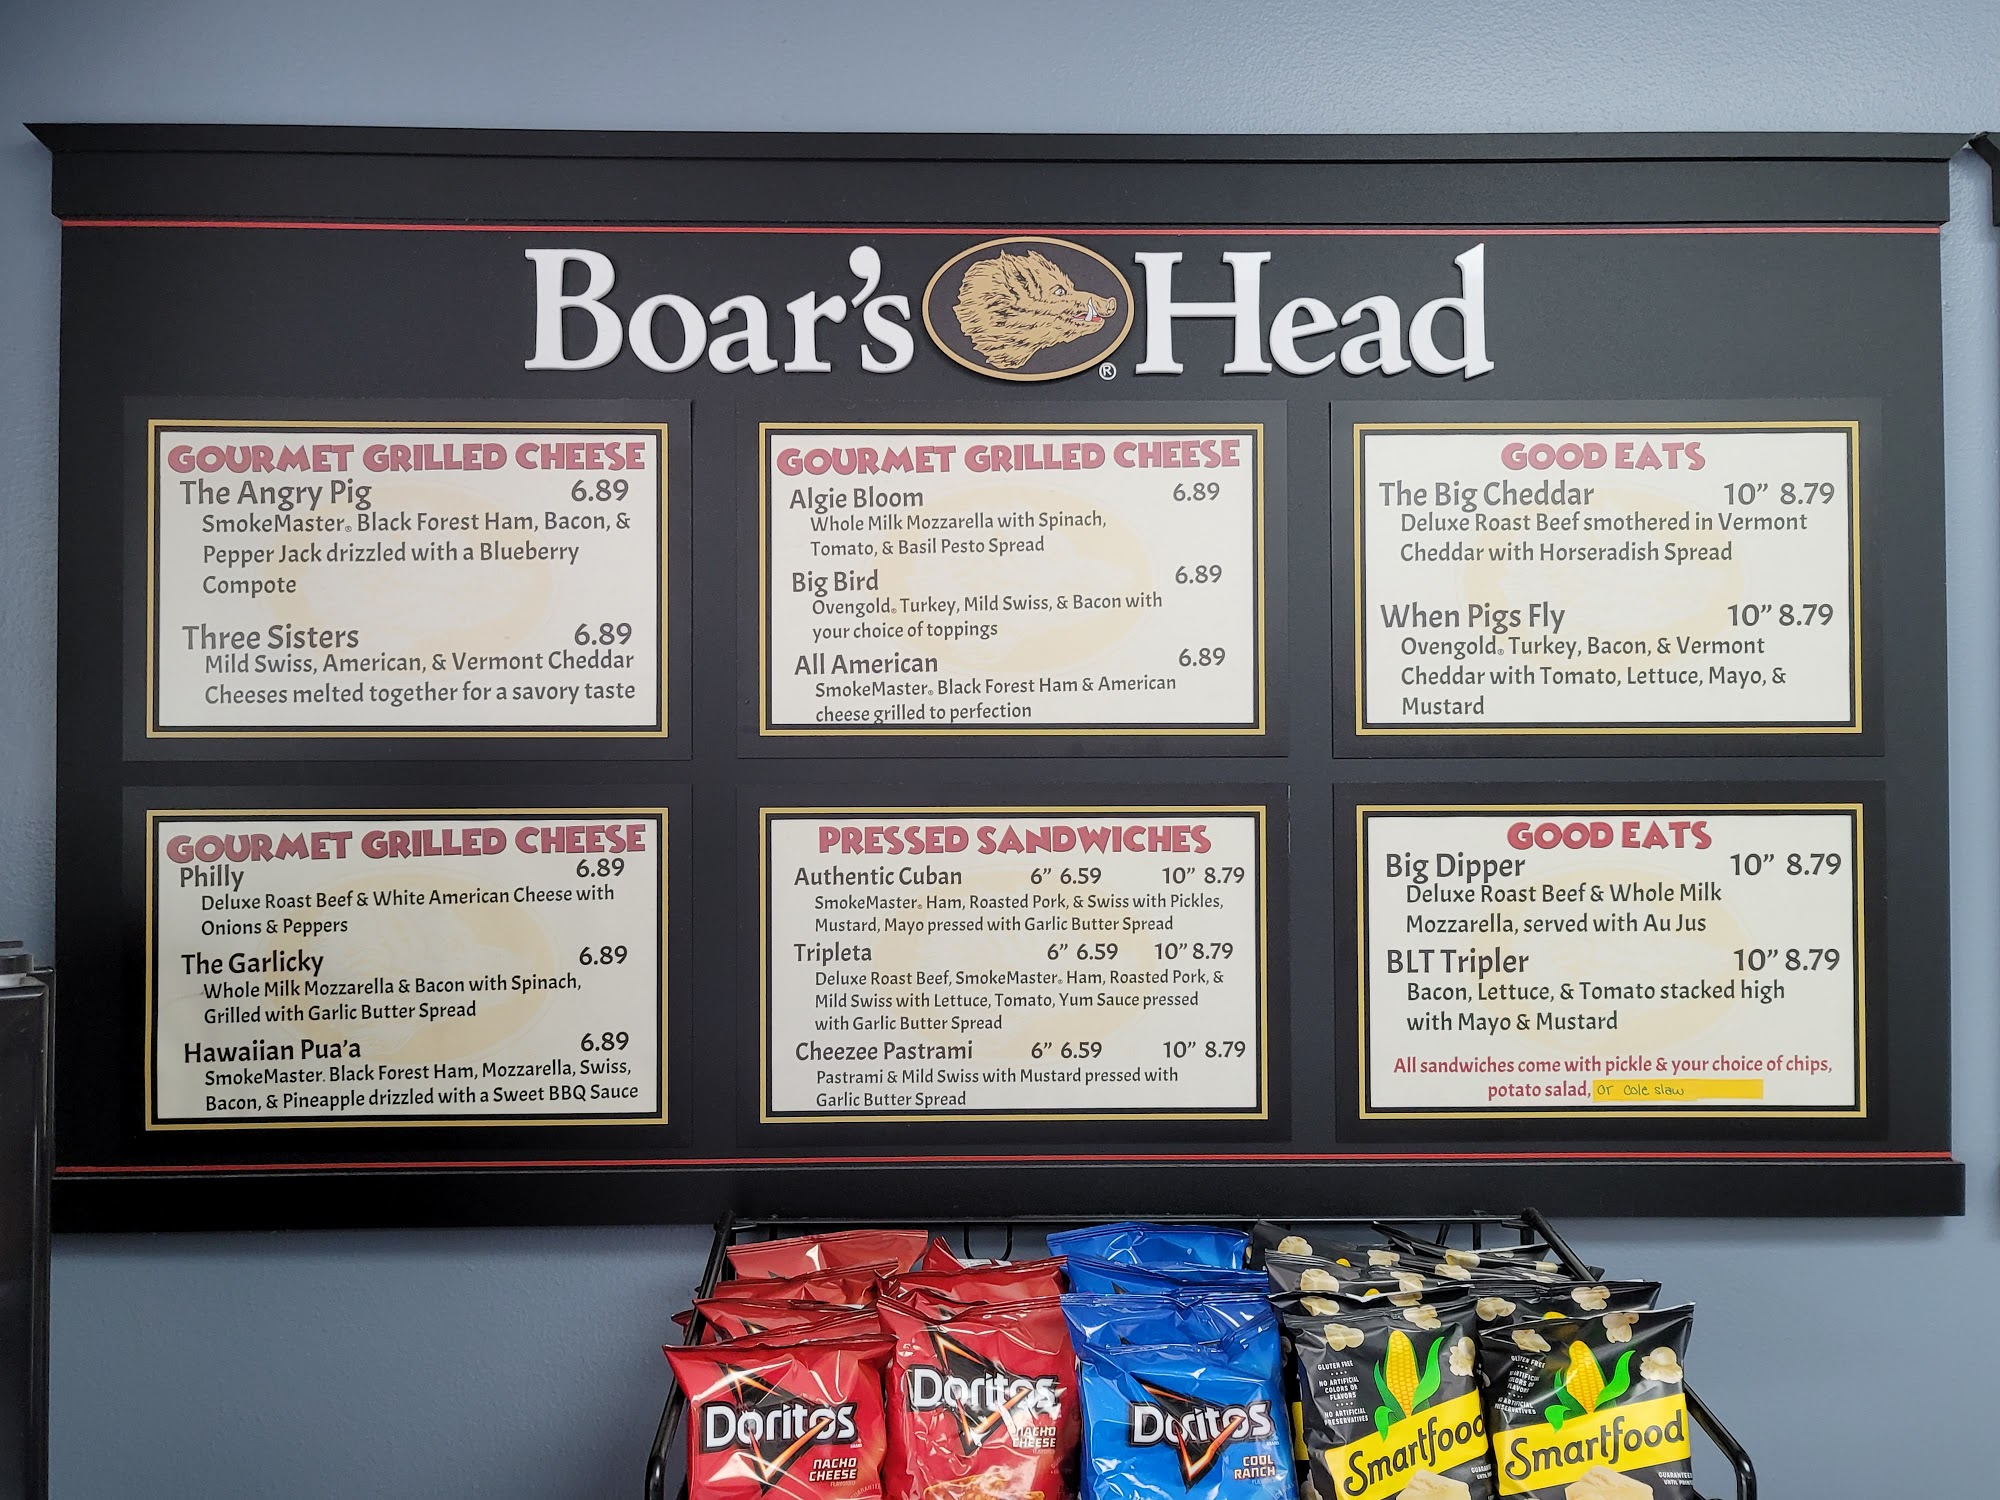 Boar's Head
®
GOURMET GRILLED CHEESE
The Angry Pig 6.89
SmokeMaster® Black Forest Ham, Bacon, &
Pepper Jack drizzled with a Blueberry
Compote
Three Sisters 6.89
Mild Swiss, American, & Vermont Cheddar
Cheeses melted together for a savory taste
GOURMET GRILLED CHEESE
Algie Bloom 6.89
Whole Milk Mozzarella with Spinach,
Tomato, & Basil Pesto Spread
Big Bird 6.89
Ovengold® Turkey, Mild Swiss, & Bacon with
your choice of toppings
All American 6.89
SmokeMaster® Black Forest Ham & American
cheese grilled to perfection
GOOD EATS
The Big Cheddar 10” 8.79
Deluxe Roast Beef smothered in Vermont
Cheddar with Horseradish Spread
When Pigs Fly 10” 8.79
Ovengold® Turkey, Bacon, & Vermont
Cheddar with Tomato, Lettuce, Mayo, &
Mustard
GOURMET GRILLED CHEESE
Philly 6.89
Deluxe Roast Beef & White American Cheese with
Onions & Peppers
The Garlicky 6.89
Whole Milk Mozzarella & Bacon with Spinach,
Grilled with Garlic Butter Spread
Hawaiian Pua’a 6.89
SmokeMaster® Black Forest Ham, Mozzarella, Swiss,
Bacon, & Pineapple drizzled with a Sweet BBQ Sauce
PRESSED SANDWICHES
Authentic Cuban 6” 6.59 10” 8.79
SmokeMaster® Ham, Roasted Pork, & Swiss with Pickles,
Mustard, Mayo pressed with Garlic Butter Spread
Tripleta 6” 6.59 10” 8.79
Deluxe Roast Beef, SmokeMaster® Ham, Roasted Pork, &
Mild Swiss with Lettuce, Tomato, Yum Sauce pressed
with Garlic Butter Spread
Cheezee Pastrami 6” 6.59 10” 8.79
Pastrami & Mild Swiss with Mustard pressed with
Garlic Butter Spread
GOOD EATS
Big Dipper 10” 8.79
Deluxe Roast Beef & Whole Milk
Mozzarella, served with Au Jus
BLT Tripler 10” 8.79
Bacon, Lettuce, & Tomato stacked high
with Mayo & Mustard
All sandwiches come with pickle & your choice of chips,
potato salad, or cole slaw
Doritos
NACHO
CHEESE
Doritos
NACHO
CHEESE
Doritos
COOL
RANCH
GLUTEN FREE
NO ARTIFICIAL
COLORS OR
FLAVORS
NO ARTIFICIAL
PRESERVATIVES
Smartfood
GLUTEN FREE
Smartfood
GUARANTEED